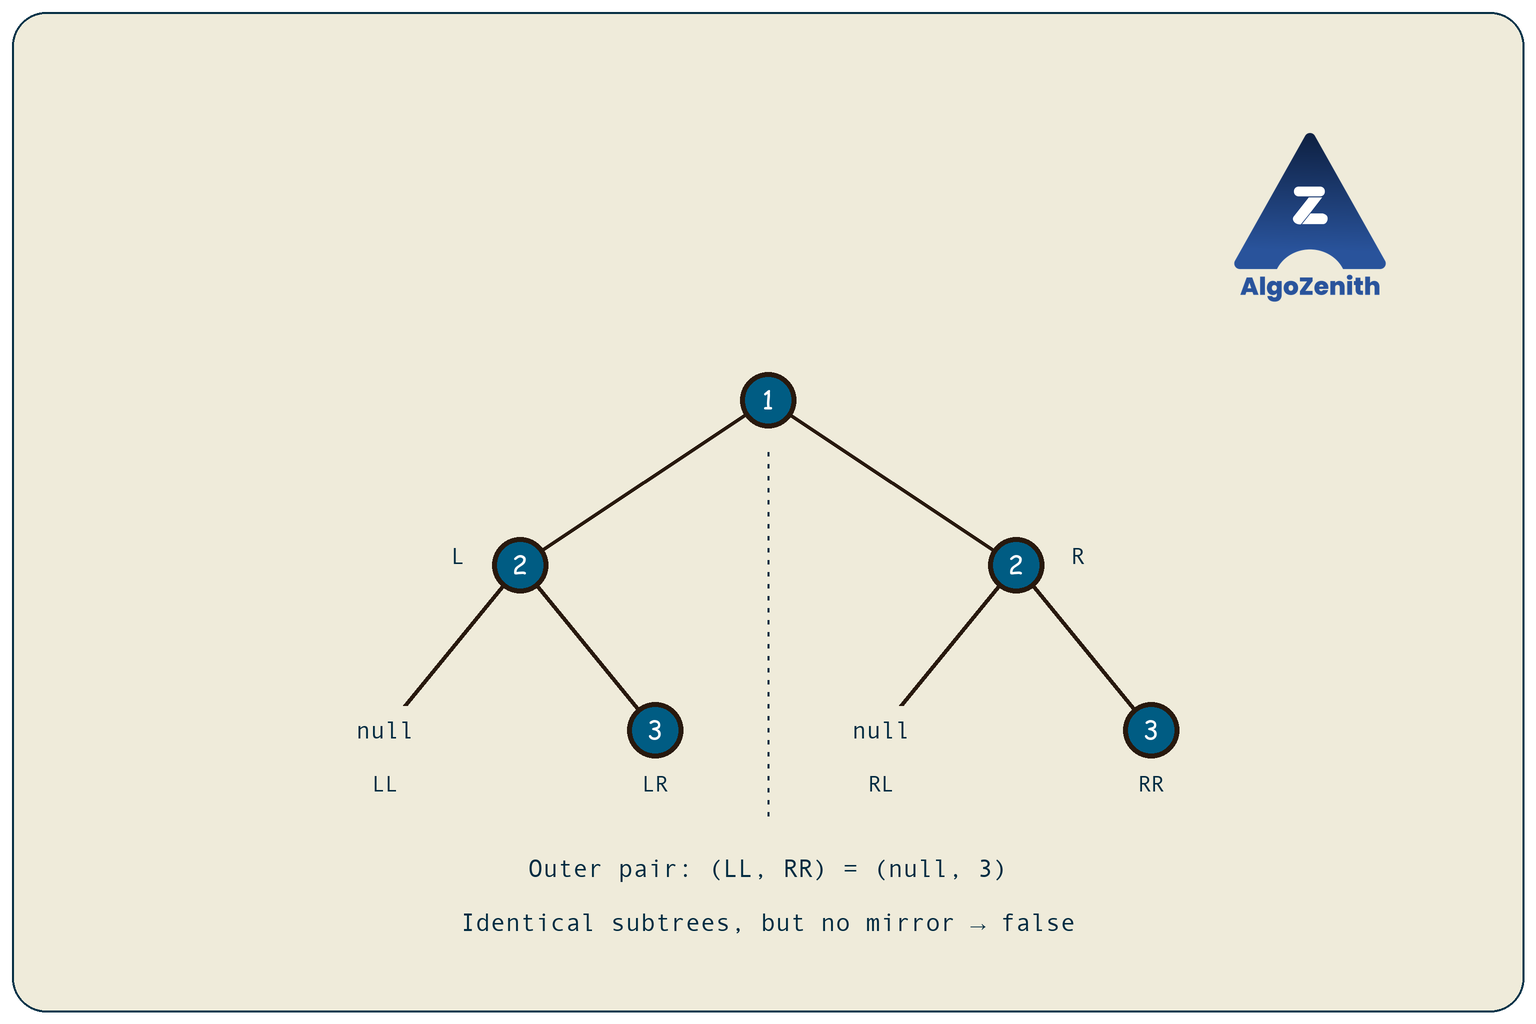 Z
AlgoZenith
1
L 2 2 R
null 3 null 3
LL LR RL RR
Outer pair: (LL, RR) = (null, 3)
Identical subtrees, but no mirror → false